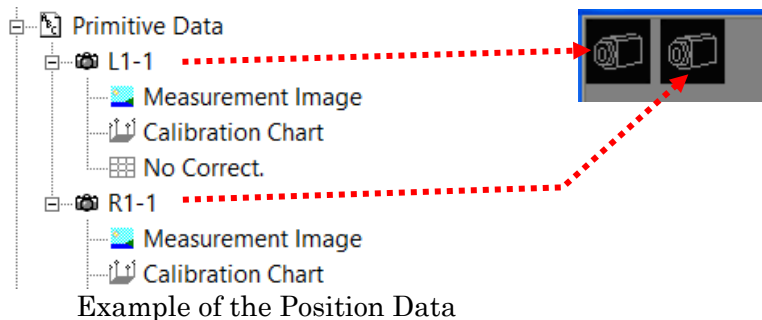 Primitive Data
L1-1
Measurement Image
Calibration Chart
No Correct.
R1-1
Measurement Image
Calibration Chart
Example of the Position Data